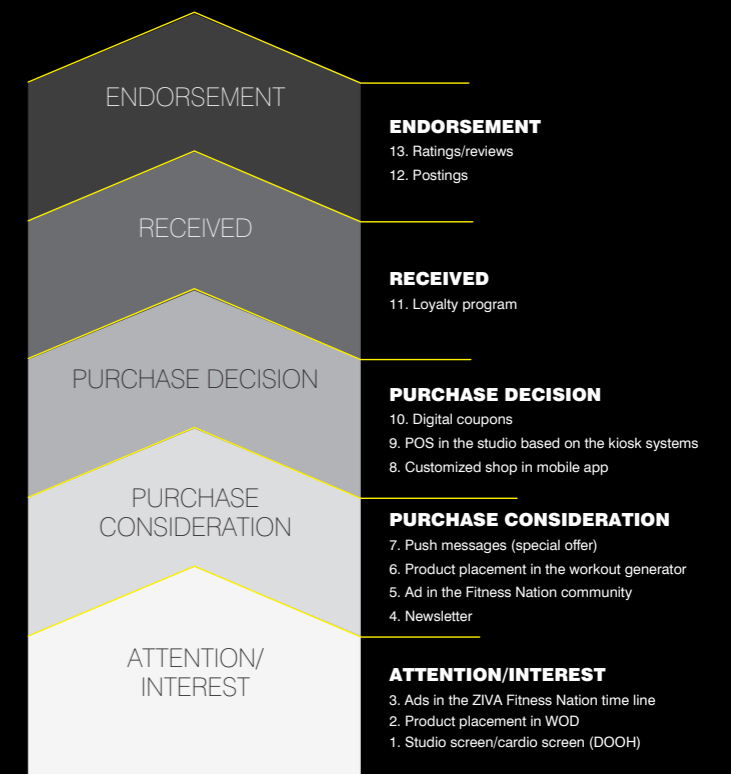 ENDORSEMENT
ENDORSEMENT
13. Ratings/reviews
12. Postings
RECEIVED
RECEIVED
11. Loyalty program
PURCHASE DECISION
PURCHASE DECISION
10. Digital coupons
9. POS in the studio based on the kiosk systems
8. Customized shop in mobile app
PURCHASE
CONSIDERATION
PURCHASE CONSIDERATION
7. Push messages (special offer)
6. Product placement in the workout generator
5. Ad in the Fitness Nation community
4. Newsletter
ATTENTION/
INTEREST
ATTENTION/INTEREST
3. Ads in the ZIVA Fitness Nation time line
2. Product placement in WOD
1. Studio screen/cardio screen (DOOH)